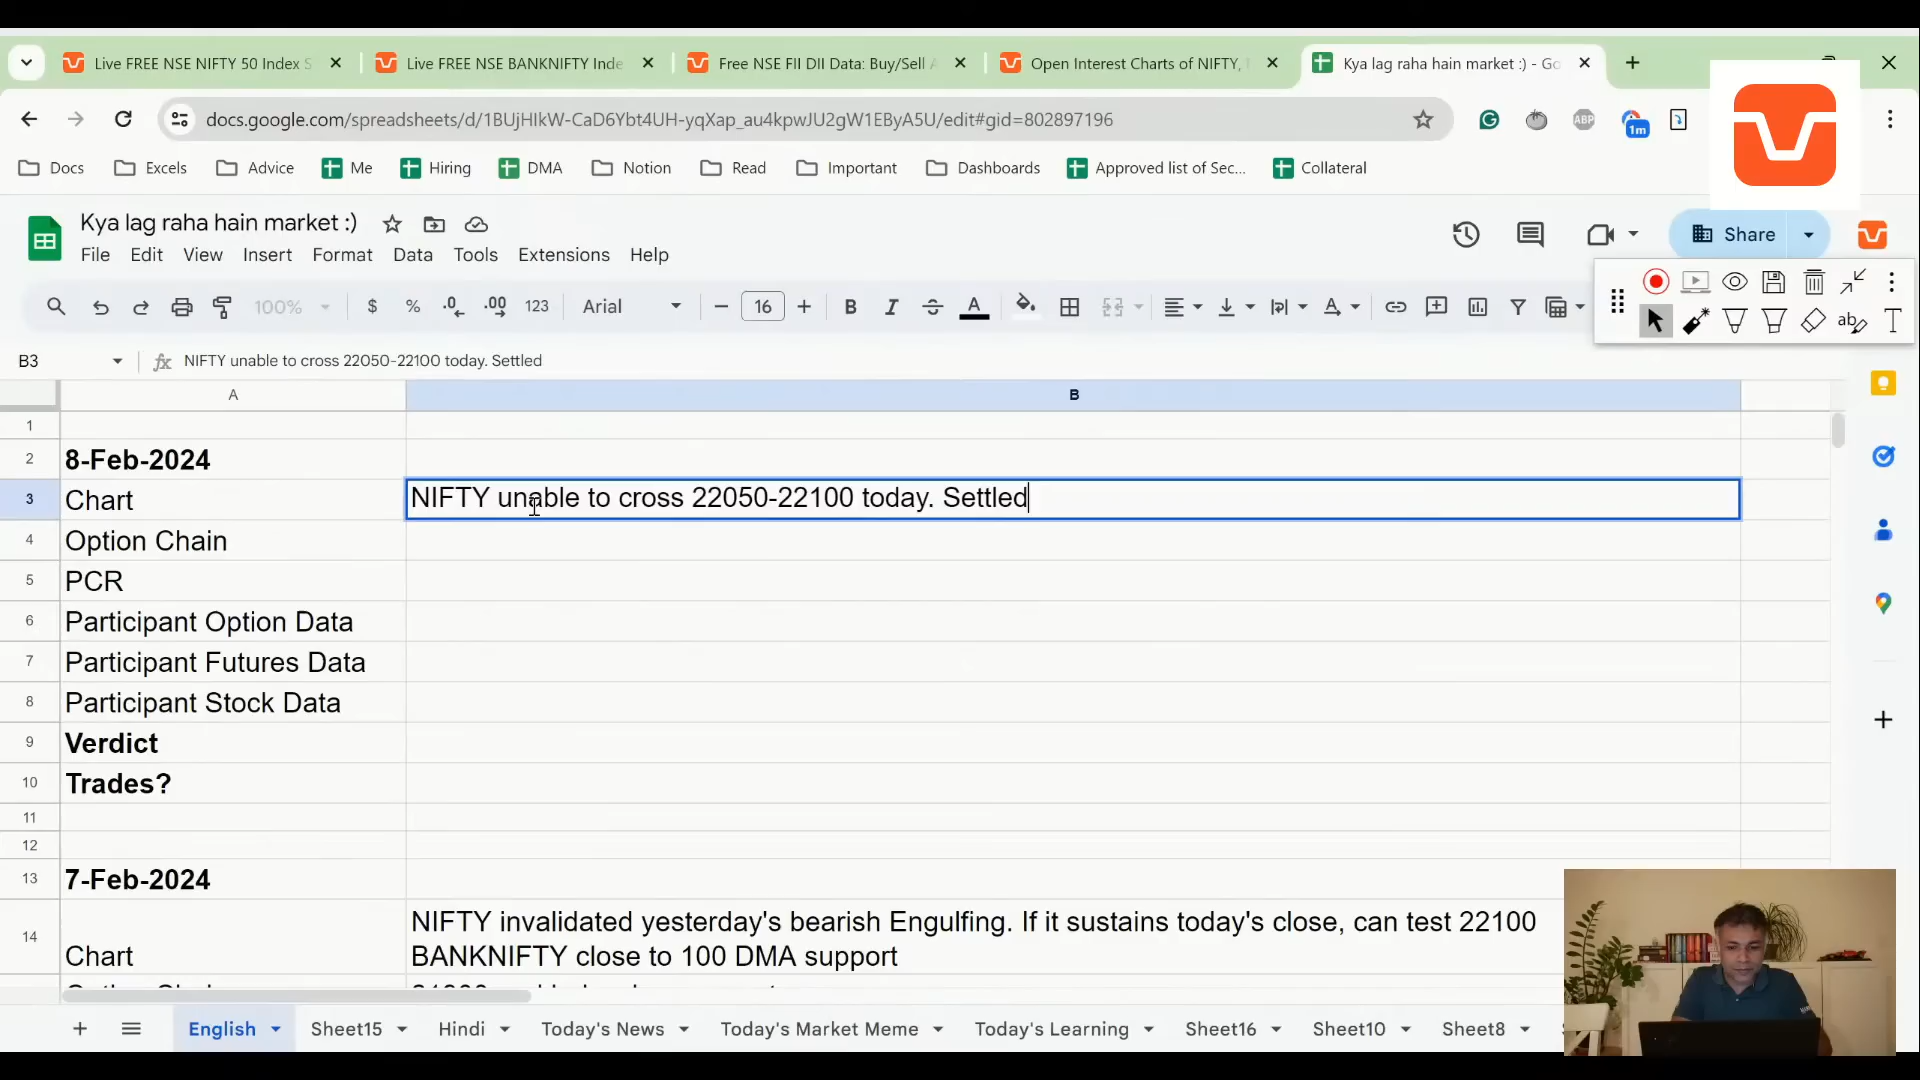 Live FREE NSE NIFTY 50 Index S
Live FREE NSE BANKNIFTY Inde
Free NSE FII DII Data: Buy/Sell A
Open Interest Charts of NIFTY,
Kya lag raha hain market :) - Go
docs.google.com/spreadsheets/d/1BUjHIkW-CaD6Ybt4UH-yqXap_au4kpwJU2gW1EByA5U/edit#gid=802897196
ABP
1m
Docs
Excels
Advice
Me
Hiring
DMA
Notion
Read
Important
Dashboards
Approved list of Sec...
Collateral
Kya lag raha hain market :)
Share
File Edit View Insert Format Data Tools Extensions Help
100% $ % .0 .00 123 Arial 16 B I A
B3
fx NIFTY unable to cross 22050-22100 today. Settled
A B
1
2 8-Feb-2024
3 Chart NIFTY unable to cross 22050-22100 today. Settled
4 Option Chain
5 PCR
6 Participant Option Data
7 Participant Futures Data
8 Participant Stock Data
9 Verdict
10 Trades?
11
12
13 7-Feb-2024
NIFTY invalidated yesterday's bearish Engulfing. If it sustains today's close, can test 22100
14 Chart BANKNIFTY close to 100 DMA support
English
Sheet15
Hindi
Today's News
Today's Market Meme
Today's Learning
Sheet16
Sheet10
Sheet8